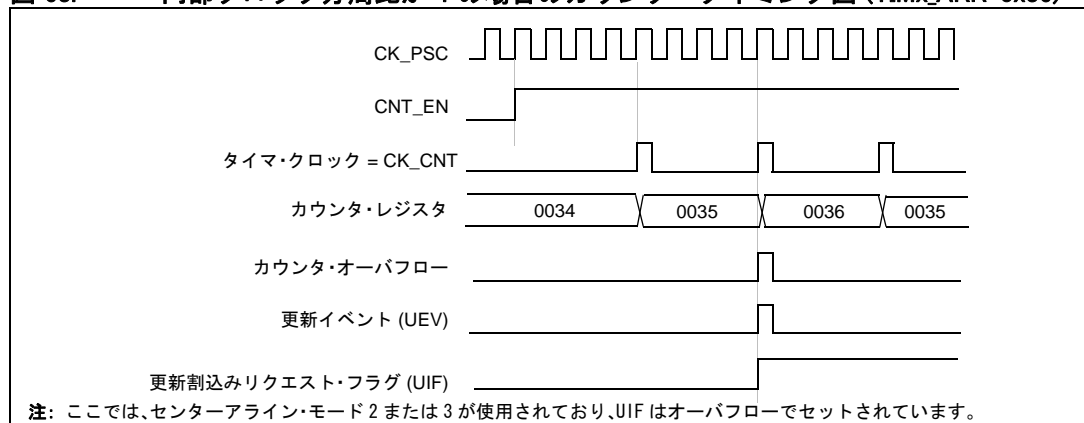 CK_PSC
CNT_EN
タイマ・クロック = CK_CNT
カウンタ・レジスタ
0034 0035 0036 0035
カウンタ・オーバフロー
更新イベント (UEV)
更新割込みリクエスト・フラグ (UIF)
注: ここでは、センターアライン・モード 2 または 3 が使用されており、UIF はオーバフローでセットされています。